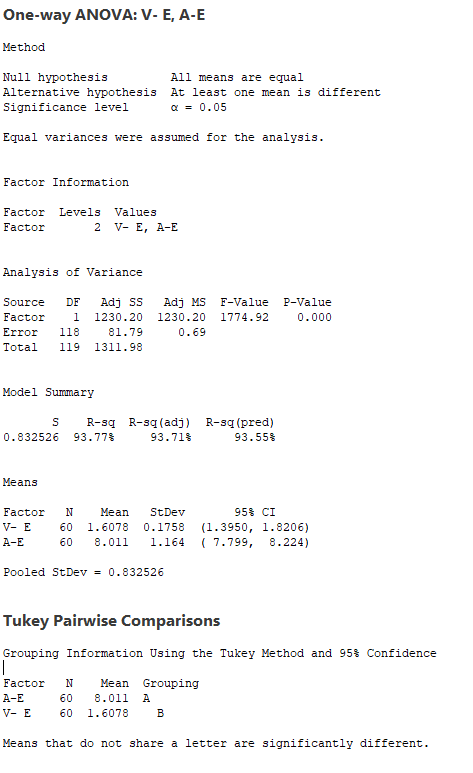 One-way ANOVA: V- E, A-E
Method
Null hypothesis All means are equal
Alternative hypothesis At least one mean is different
Significance level α = 0.05
Equal variances were assumed for the analysis.
Factor Information
Factor Levels Values
Factor 2 V- E, A-E
Analysis of Variance
Source DF Adj SS Adj MS F-Value P-Value
Factor 1 1230.20 1230.20 1774.92 0.000
Error 118 81.79 0.69
Total 119 1311.98
Model Summary
S R-sq R-sq(adj) R-sq(pred)
0.832526 93.77% 93.71% 93.55%
Means
Factor N Mean StDev 95% CI
V- E 60 1.6078 0.1758 (1.3950, 1.8206)
A-E 60 8.011 1.164 ( 7.799, 8.224)
Pooled StDev = 0.832526
Tukey Pairwise Comparisons
Grouping Information Using the Tukey Method and 95% Confidence
Factor N Mean Grouping
A-E 60 8.011 A
V- E 60 1.6078 B
Means that do not share a letter are significantly different.